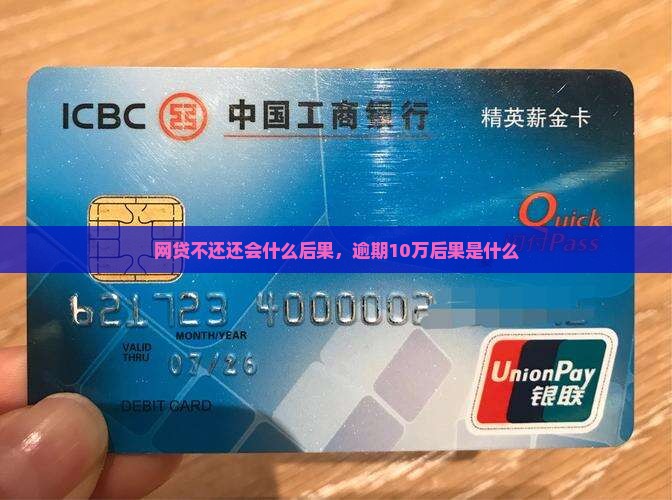 ICBC 中国工商银行
精英薪金卡
Quick
Pass
网贷不还还会什么后果，逾期10万后果是什么
621723 4000002
MONTH/YEAR
VALID
THRU
07/26
DEBIT CARD
UnionPay
银联